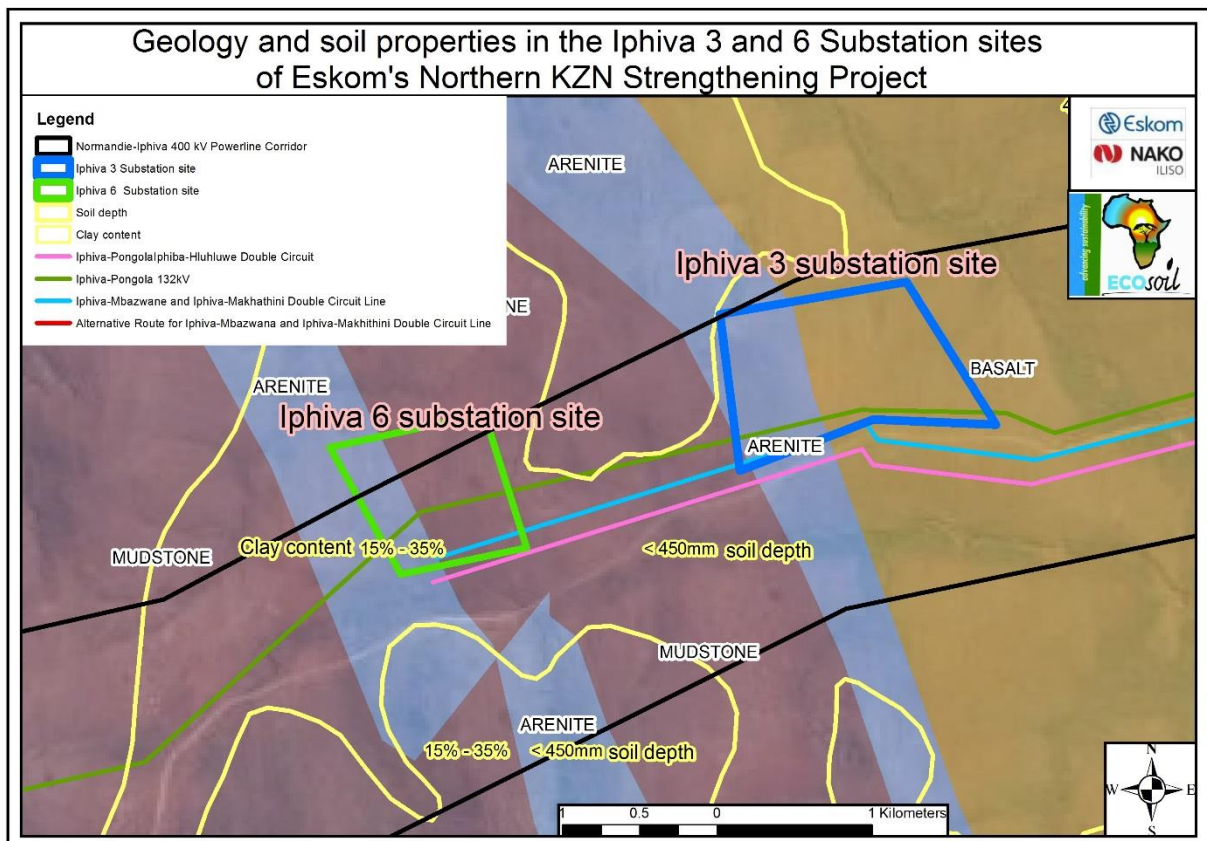 Geology and soil properties in the Iphiva 3 and 6 Substation sites
of Eskom's Northern KZN Strengthening Project
Legend
Normandie-Iphiva 400 kV Powerline Corridor
Iphiva 3 Substation site
Iphiva 6 Substation site
Soil depth
Clay content
Iphiva-PongolaIphiba-Hluhluwe Double Circuit
Iphiva-Pongola 132kV
Iphiva-Mbazwane and Iphiva-Makhathini Double Circuit Line
Alternative Route for Iphiva-Mbazwana and Iphiva-Makhithini Double Circuit Line
Eskom
NAKO
ILISO
advancing sustainability
ECOsoil
ARENITE
Iphiva 3 substation site
NE
BASALT
ARENITE
Iphiva 6 substation site
ARENITE
MUDSTONE
Clay content 15% - 35%
< 450mm soil depth
MUDSTONE
ARENITE
15% - 35% < 450mm soil depth
1 0.5 0 1 Kilometers
N
W E
S